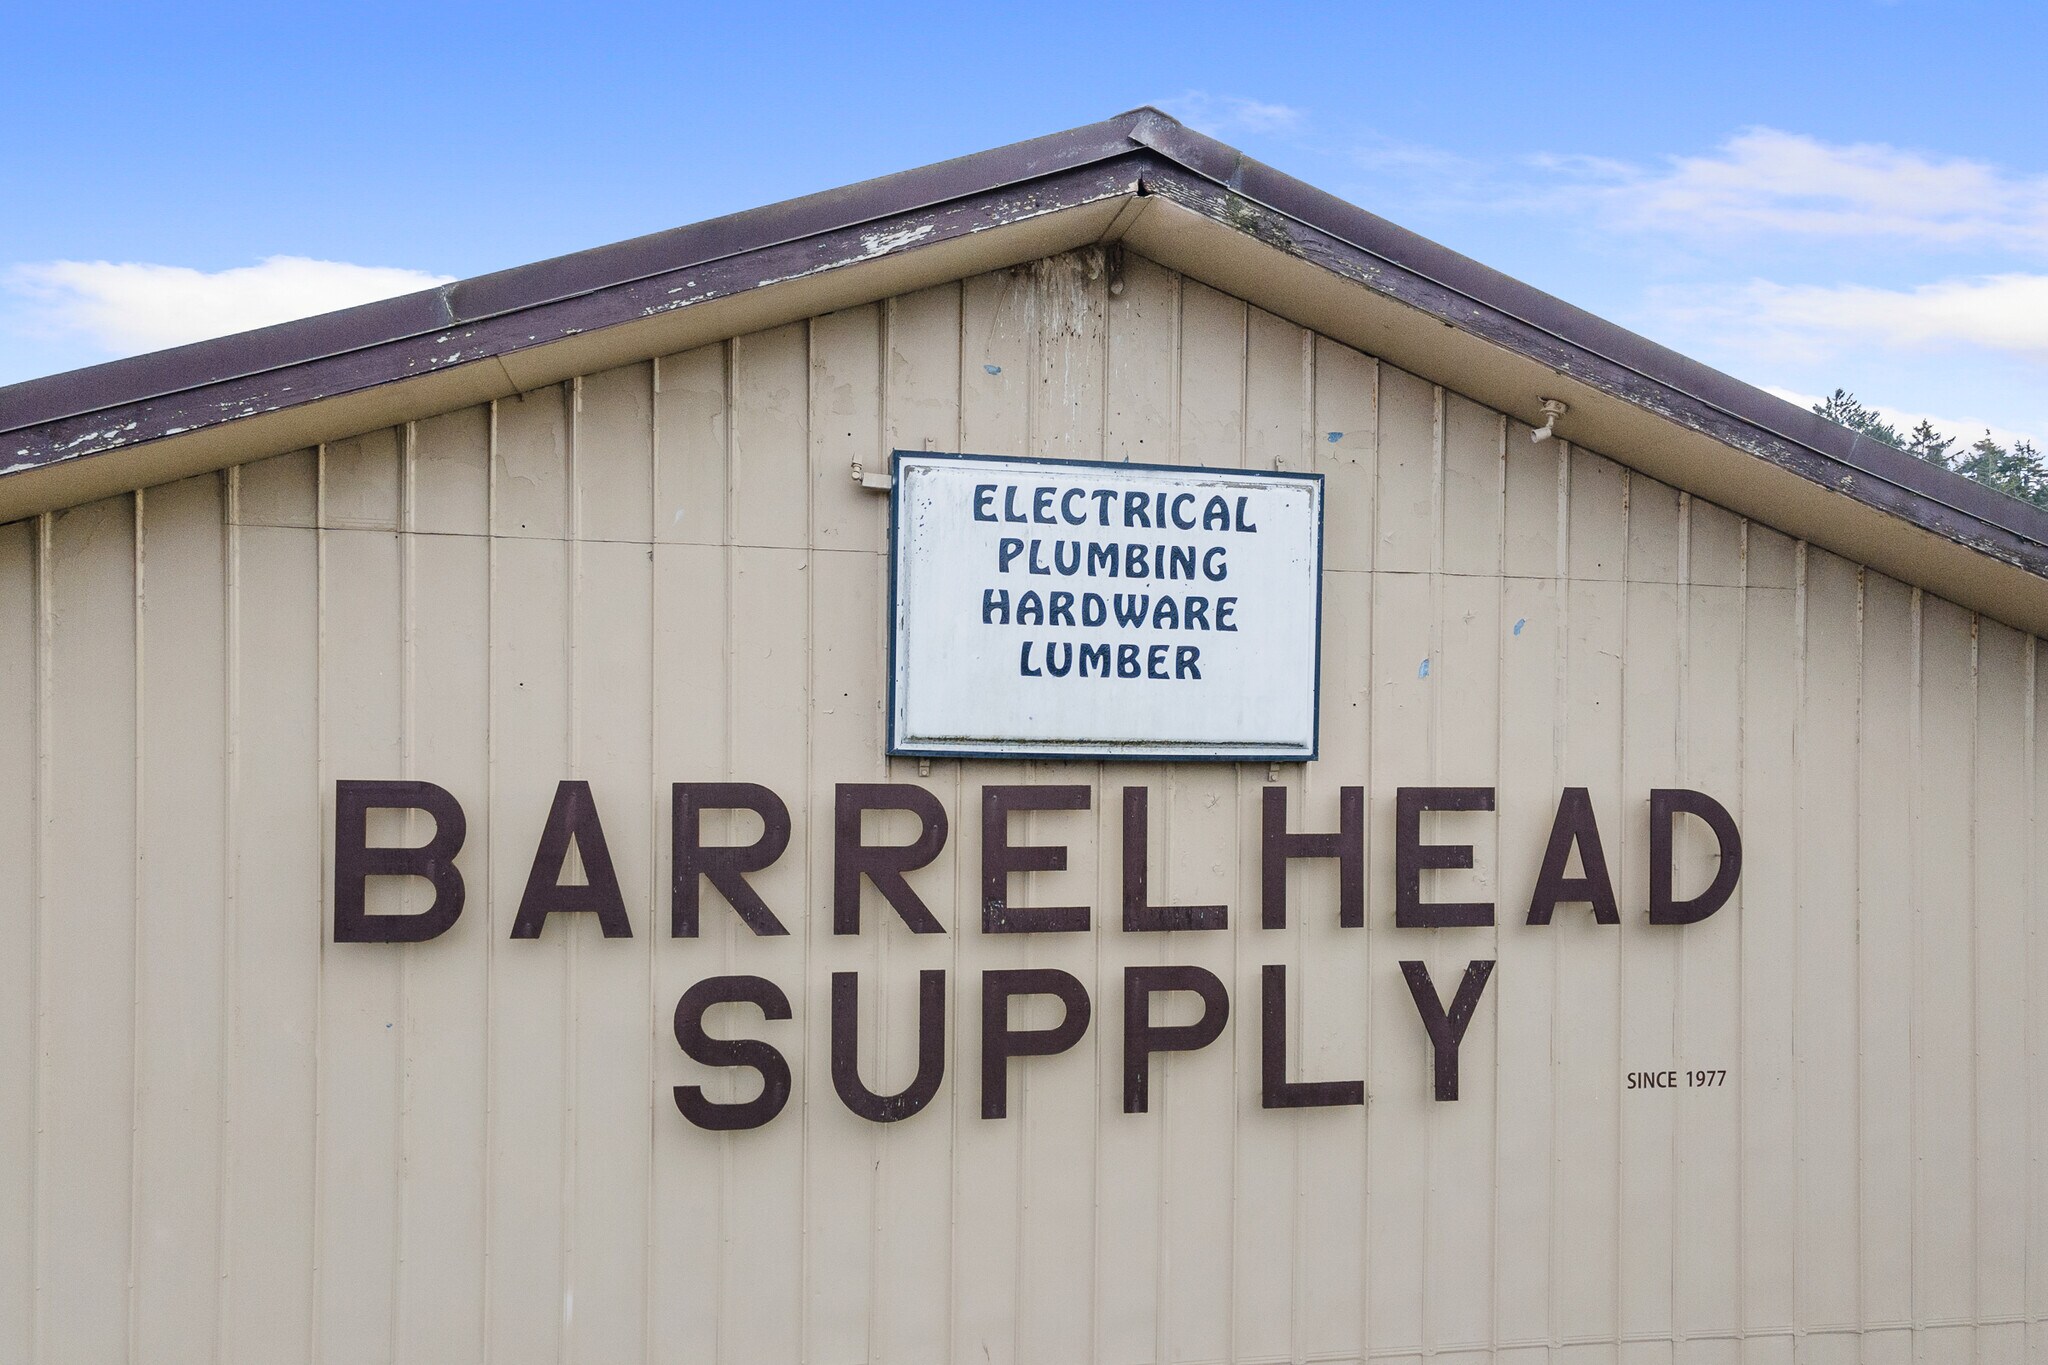 ELECTRICAL
PLUMBING
HARDWARE
LUMBER
BARRELHEAD
SUPPLY
SINCE 1977